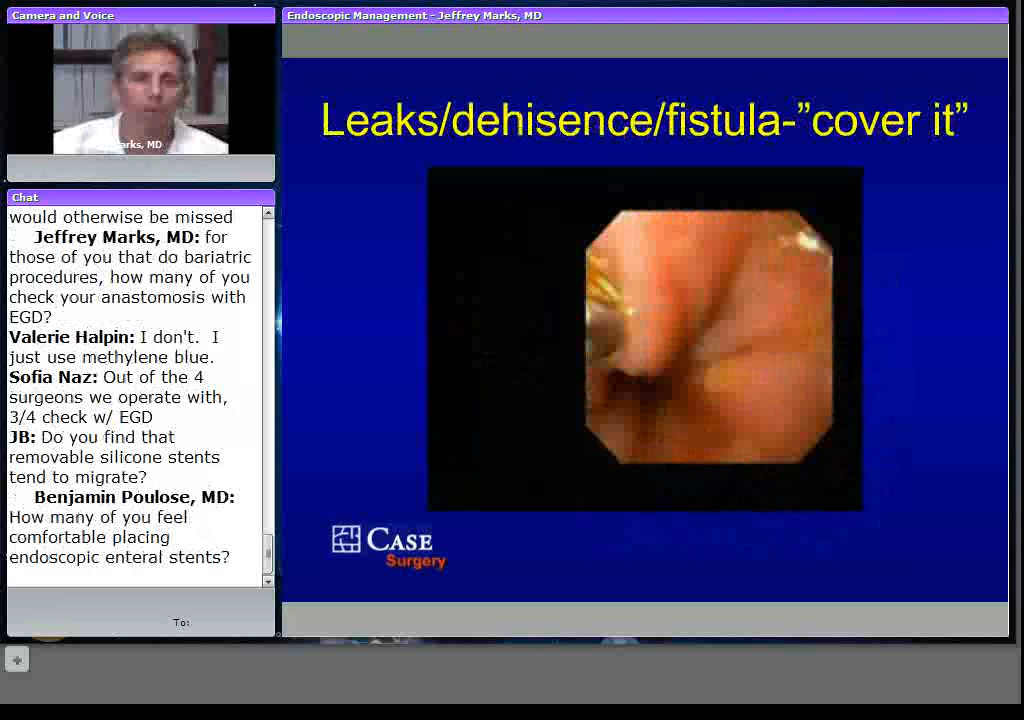 Camera and Voice
Marks, MD
Chat
would otherwise be missed
Jeffrey Marks, MD: for
those of you that do bariatric
procedures, how many of you
check your anastomosis with
EGD?
Valerie Halpin: I don't. I
just use methylene blue.
Sofia Naz: Out of the 4
surgeons we operate with,
3/4 check w/ EGD
JB: Do you find that
removable silicone stents
tend to migrate?
Benjamin Poulose, MD:
How many of you feel
comfortable placing
endoscopic enteral stents?
To:
Endoscopic Management - Jeffrey Marks, MD
Leaks/dehisence/fistula-”cover it”
CASE
Surgery